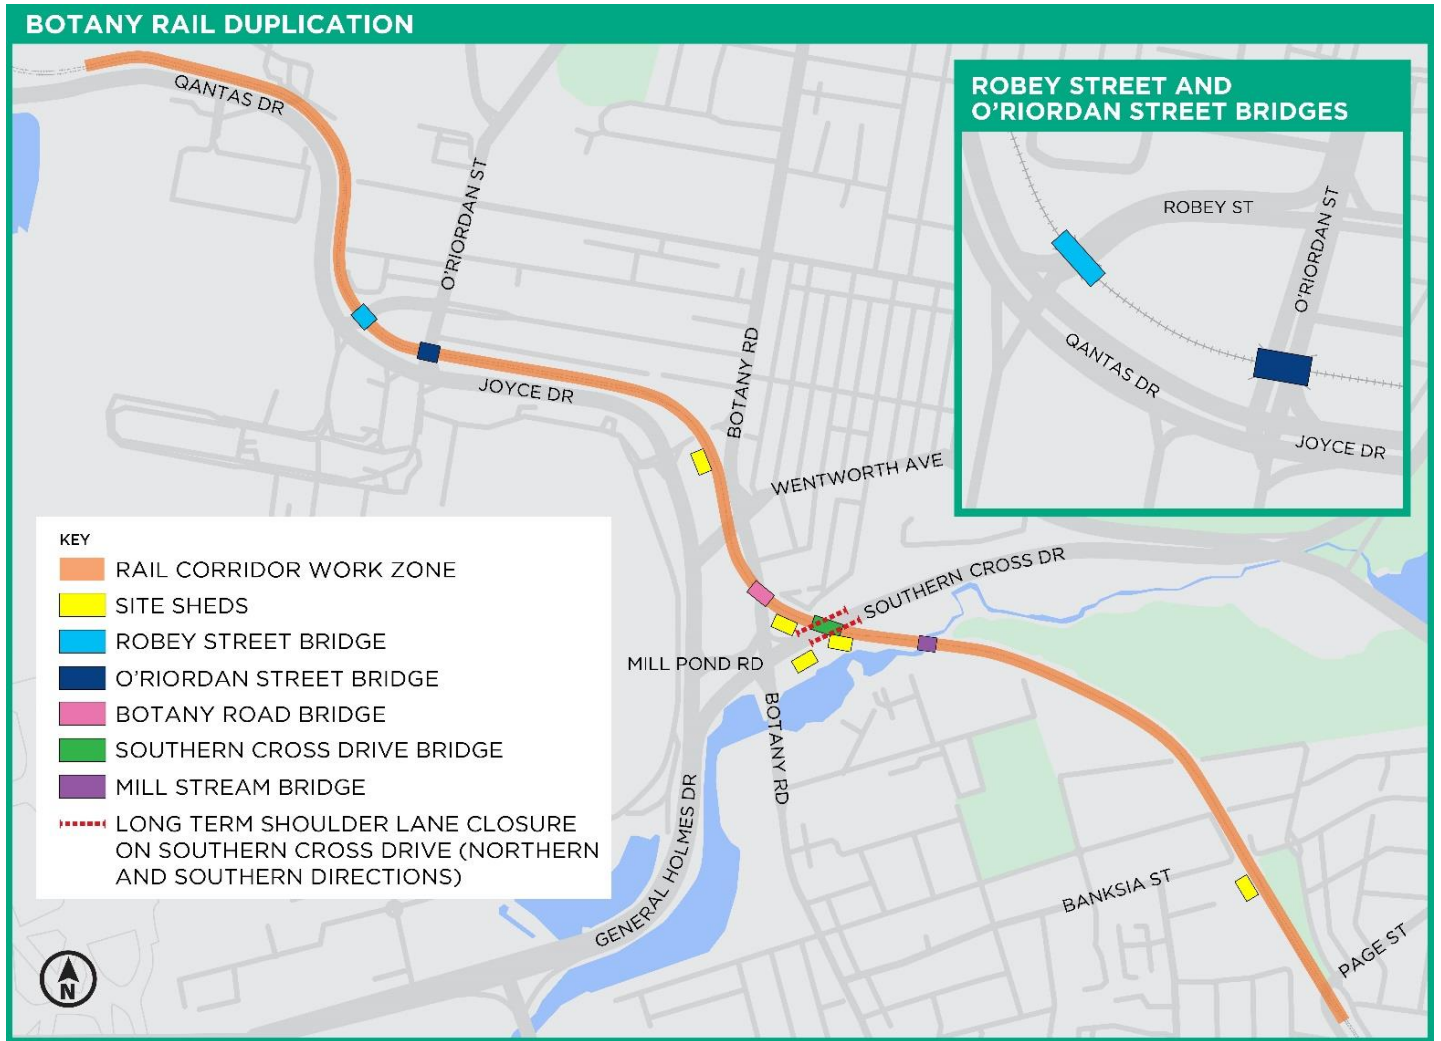 BOTANY RAIL DUPLICATION
ROBEY STREET AND
O'RIORDAN STREET BRIDGES
QANTAS DR
O'RIORDAN ST
ROBEY ST
O'RIORDAN ST
QANTAS DR
JOYCE DR
JOYCE DR
BOTANY RD
WENTWORTH AVE
SOUTHERN CROSS DR
MILL POND RD
BOTANY RD
GENERAL HOLMES DR
BANKSIA ST
PAGE ST
KEY
RAIL CORRIDOR WORK ZONE
SITE SHEDS
ROBEY STREET BRIDGE
O'RIORDAN STREET BRIDGE
BOTANY ROAD BRIDGE
SOUTHERN CROSS DRIVE BRIDGE
MILL STREAM BRIDGE
LONG TERM SHOULDER LANE CLOSURE
ON SOUTHERN CROSS DRIVE (NORTHERN
AND SOUTHERN DIRECTIONS)
N